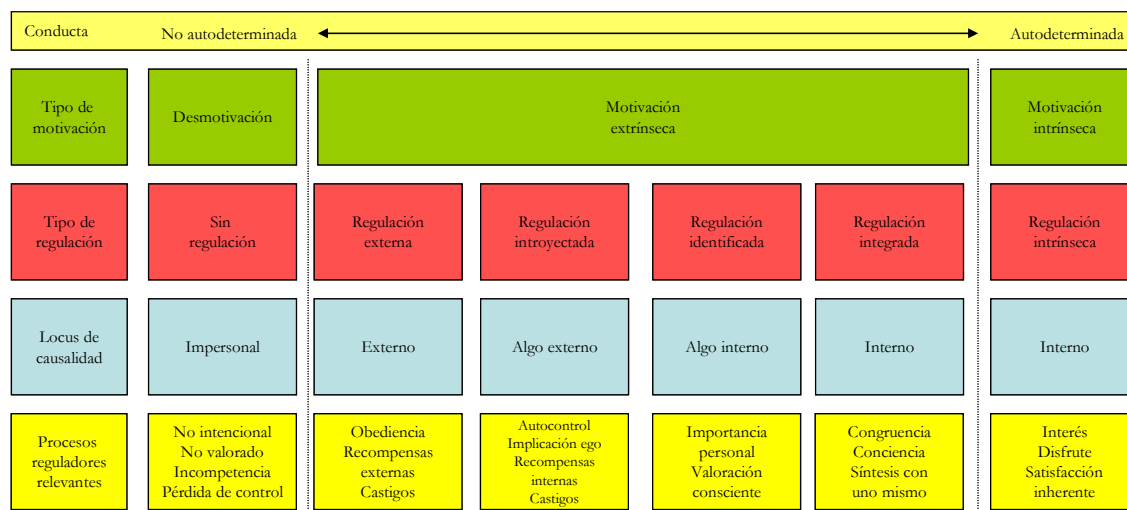 Conducta No autodeterminada Autodeterminada
Tipo de
motivación
Desmotivación
Motivación
extrínseca
Motivación
intrínseca
Tipo de
regulación
Sin
regulación
Regulación
externa
Regulación
introyectada
Regulación
identificada
Regulación
integrada
Regulación
intrínseca
Locus de
causalidad
Impersonal
Externo
Algo externo
Algo interno
Interno
Interno
Procesos
reguladores
relevantes
No intencional
No valorado
Incompetencia
Pérdida de control
Obediencia
Recompensas
externas
Castigos
Autocontrol
Implicación ego
Recompensas
internas
Castigos
Importancia
personal
Valoración
consciente
Congruencia
Conciencia
Síntesis con
uno mismo
Interés
Disfrute
Satisfacción
inherente